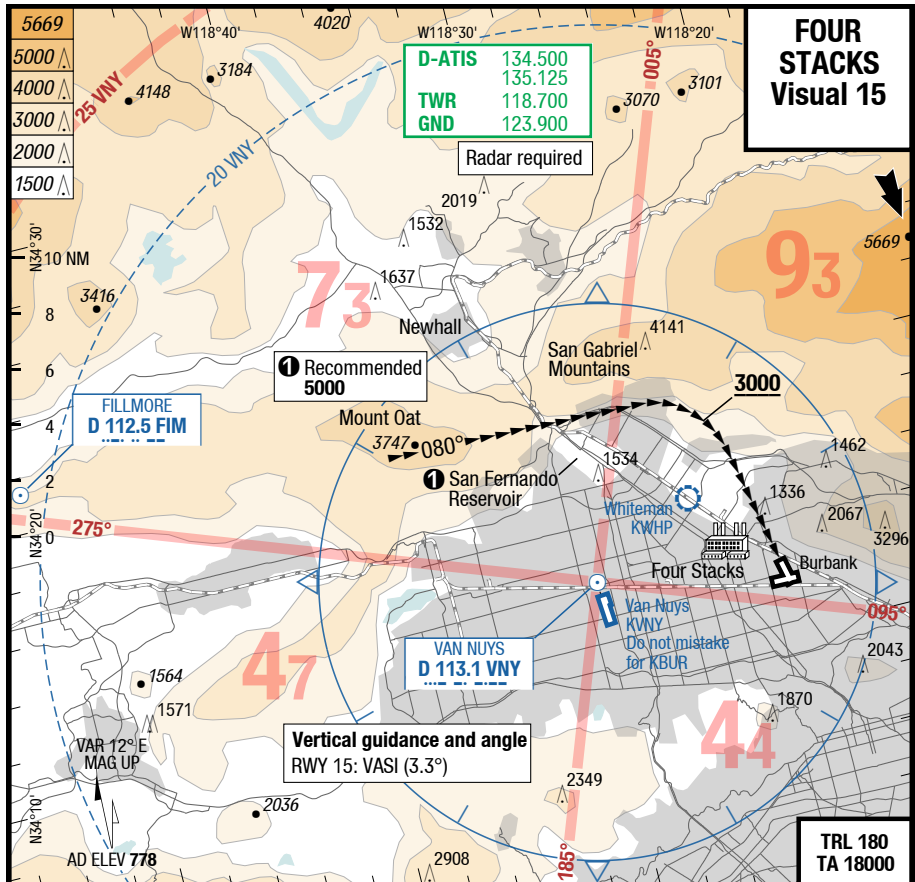 5669
5000
4000
3000
2000
1500
4020
W118°40'
W118°30'
W118°20'
FOUR
STACKS
Visual 15
D-ATIS 134.500
135.125
TWR 118.700
GND 123.900
005°
3184
4148
25 VNY
3070
3101
20 VNY
Radar required
2019
1532
5669
N34°30'
10 NM
73
93
1637
3416
8
Newhall
4141
San Gabriel
Mountains
6
❶ Recommended
5000
3000
FILLMORE
D 112.5 FIM
4
Mount Oat
3747
080°
1462
2
❶ San Fernando
Reservoir
1534
1336
Whiteman
KWHP
2067
3296
N34°20'
0
275°
Four Stacks
Burbank
Van Nuys
KVNY
Do not mistake
for KBUR
095°
VAN NUYS
D 113.1 VNY
2043
47
1564
1571
1870
44
VAR 12° E
MAG UP
Vertical guidance and angle
RWY 15: VASI (3.3°)
2349
2036
N34°10'
AD ELEV 778
2908
185°
TRL 180
TA 18000